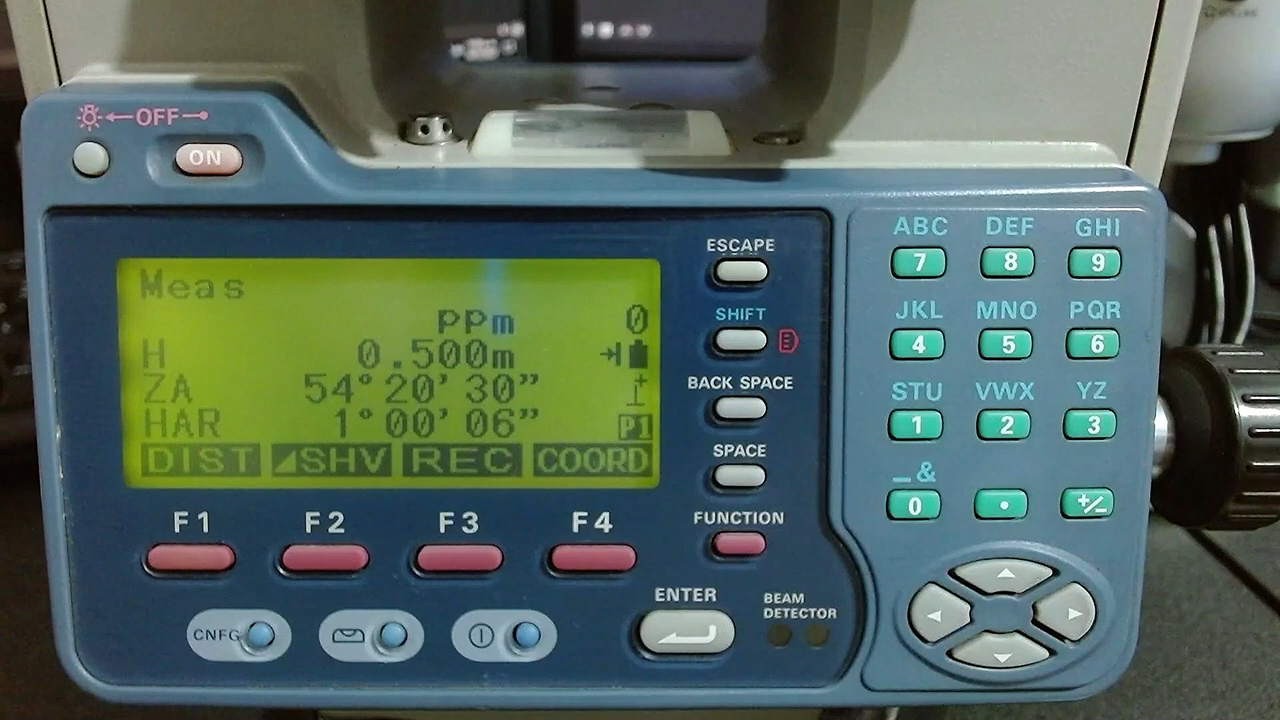 OFF
ON
Meas
ppm 0
H 0.500m
ZA 54°20'30"
HAR 1°00'06" P1
DIST ◢SHV REC COORD
F1 F2 F3 F4
CNFG
ESCAPE
SHIFT
BACK SPACE
SPACE
FUNCTION
ENTER
BEAM
DETECTOR
ABC DEF GHI
7 8 9
JKL MNO PQR
4 5 6
STU VWX YZ
1 2 3
_&
0 . +/-